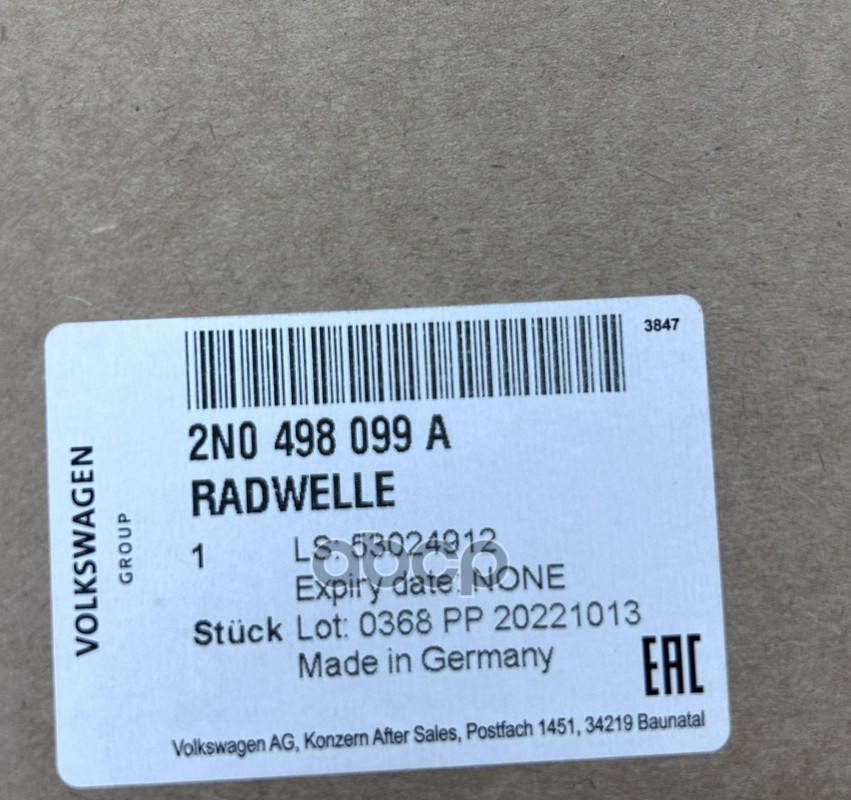 3847
2N0 498 099 A
RADWELLE
VOLKSWAGEN
GROUP
1
LS: 53024912
Expiry date: NONE
Stück Lot: 0368 PP 20221013
Made in Germany
EAC
Volkswagen AG, Konzern After Sales, Postfach 1451, 34219 Baunatal
abcp